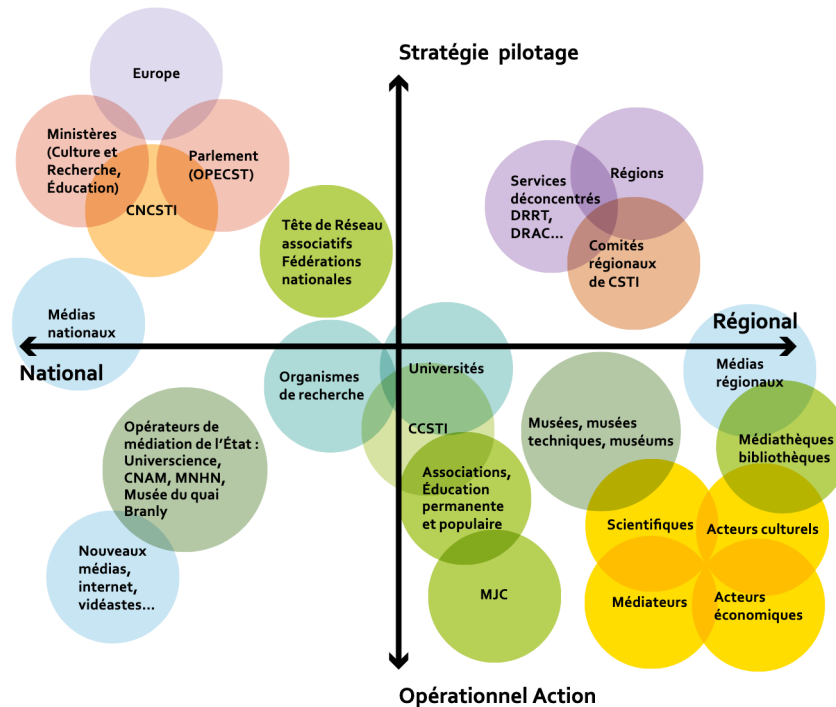 Stratégie pilotage
Europe
Ministères
(Culture et
Recherche,
Éducation)
Parlement
(OPECST)
CNCSTI
Tête de Réseau
associatifs
Fédérations
nationales
Services
déconcentrés
DRRT,
DRAC...
Régions
Comités
régionaux
de CSTI
Médias
nationaux
Régional
National
Organismes
de recherche
Universités
Médias
régionaux
Opérateurs de
médiation de l'État :
Universcience,
CNAM, MNHN,
Musée du quai
Branly
CCSTI
Musées, musées
techniques, muséums
Médiathèques
bibliothèques
Associations,
Éducation
permanente
et populaire
Scientifiques
Acteurs culturels
Nouveaux
médias,
internet,
vidéastes...
MJC
Médiateurs
Acteurs
économiques
Opérationnel Action